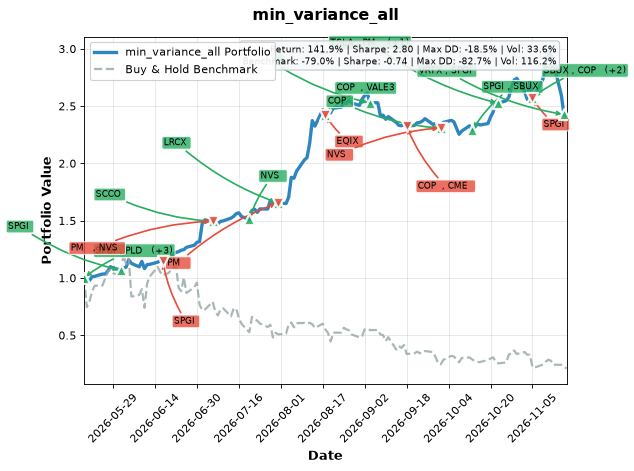 min_variance_all
min_variance_all Portfolio
Buy & Hold Benchmark
eturn: 141.9% | Sharpe: 2.80 | Max DD: -18.5% | Vol: 33.6%
chmark: -79.0% | Sharpe: -0.74 | Max DD: -82.7% | Vol: 116.2%
SBUX, COP (+2)
COP , VALE3
SPGI , SBUX
COP
SPGI
EQIX
NVS
LRCX
NVS
COP , CME
SCCO
SPGI
PM , NVS
PLD (+3)
PM
SPGI
3.0
2.5
2.0
1.5
1.0
0.5
Portfolio Value
2026-05-29
2026-06-14
2026-06-30
2026-07-16
2026-08-01
2026-08-17
2026-09-02
2026-09-18
2026-10-04
2026-10-20
2026-11-05
Date